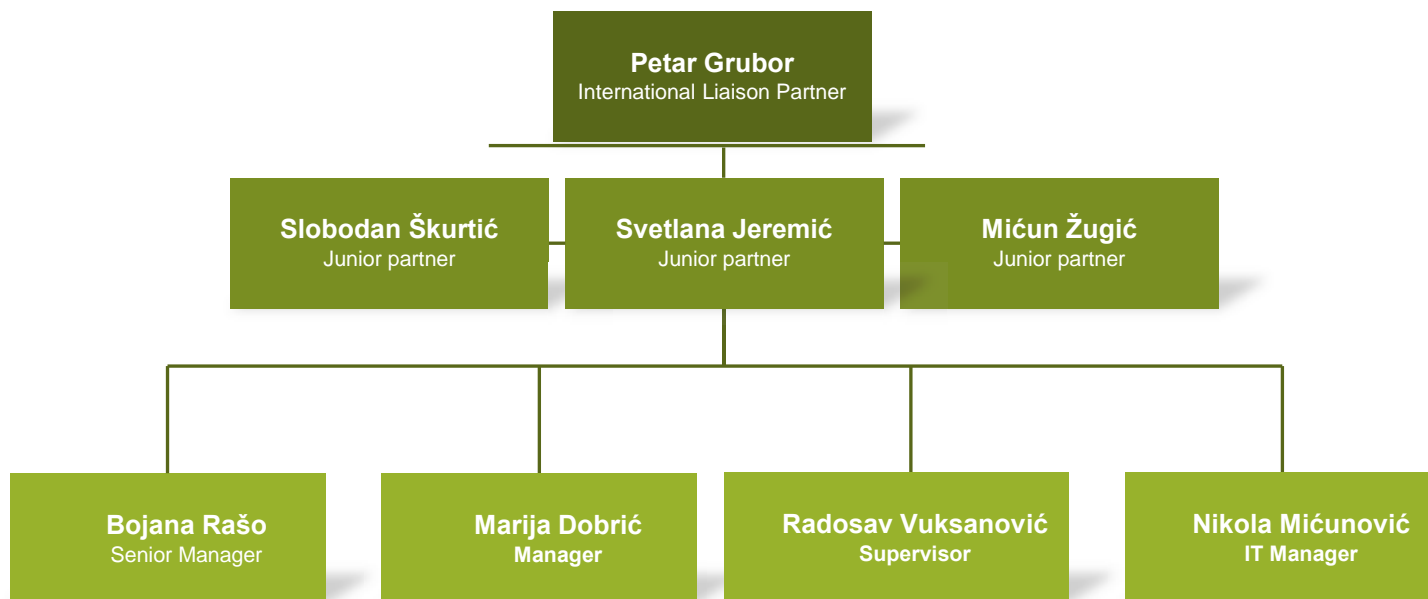 Petar Grubor
International Liaison Partner
Slobodan Škurtić
Junior partner
Svetlana Jeremić
Junior partner
Mićun Žugić
Junior partner
Bojana Rašo
Senior Manager
Marija Dobrić
Manager
Radosav Vuksanović
Supervisor
Nikola Mićunović
IT Manager